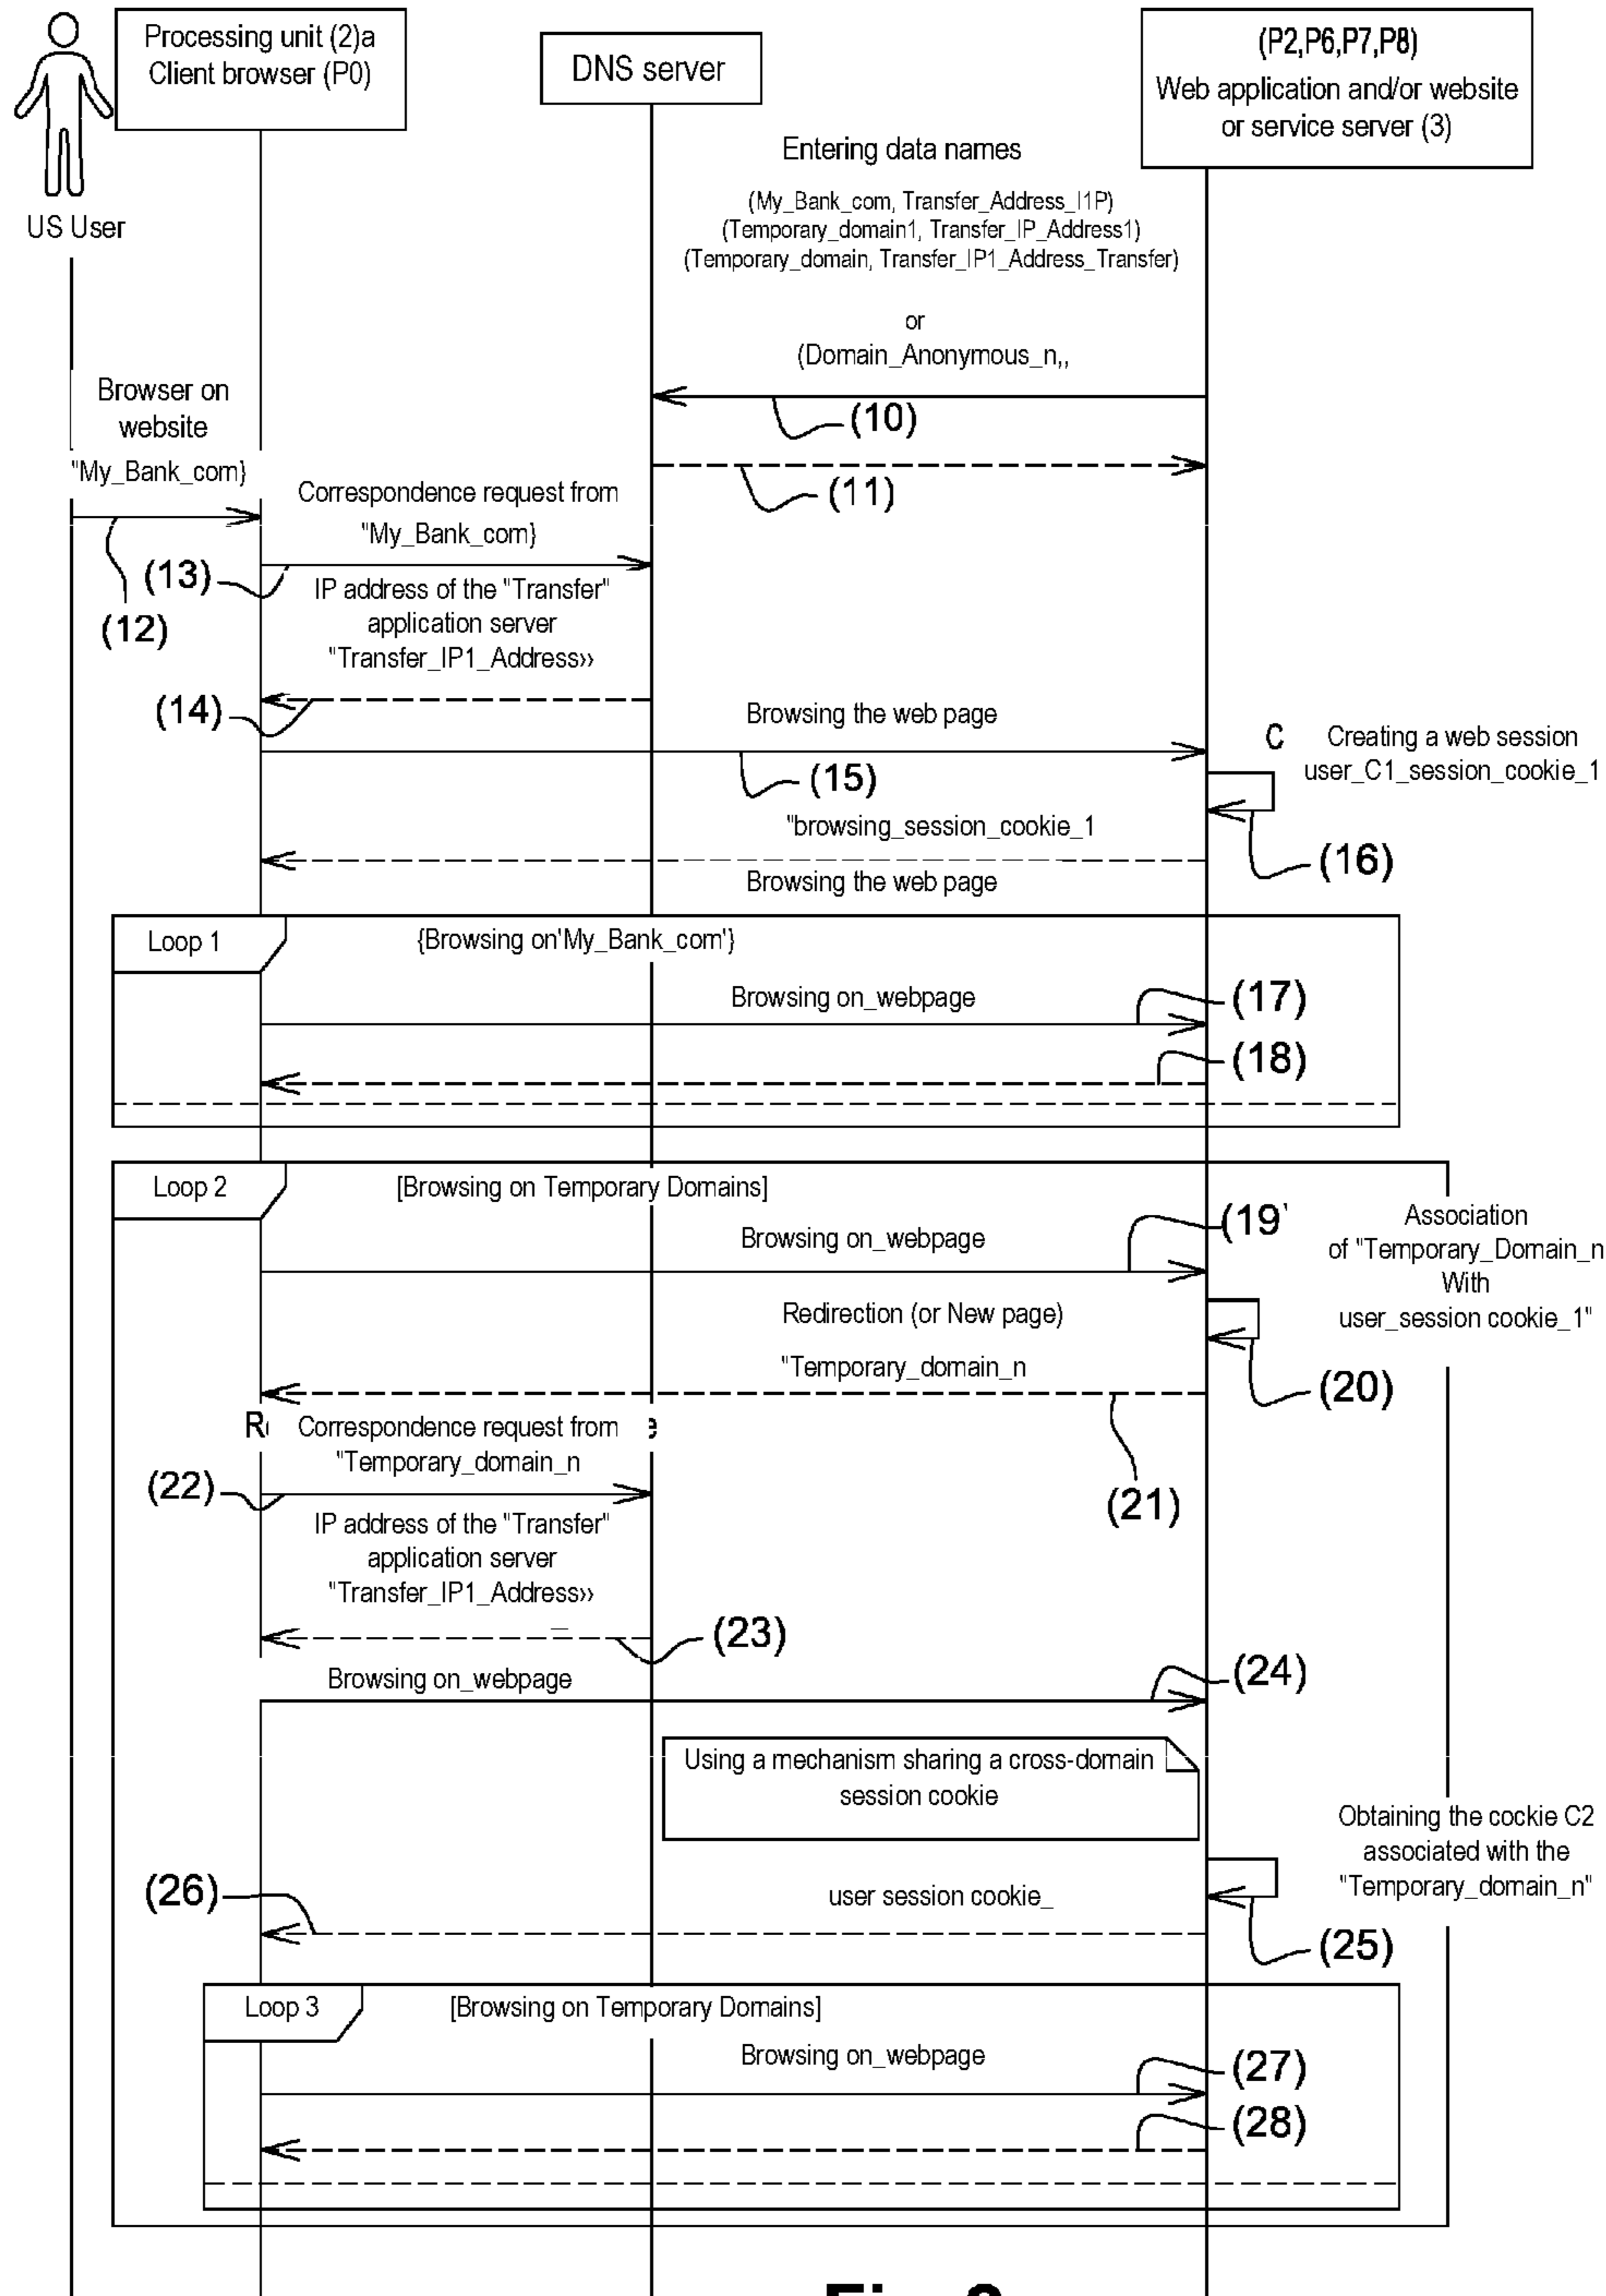 Processing unit (2)a
Client browser (P0)
DNS server
(P2,P6,P7,P8)
Web application and/or website
or service server (3)
US User
Entering data names
(My_Bank_com, Transfer_Address_I1P)
(Temporary_domain1, Transfer_IP_Address1)
(Temporary_domain, Transfer_IP1_Address_Transfer)
or
(Domain_Anonymous_n,,
(10)
(11)
Browser on
website
"My_Bank_com}
(12)
Correspondence request from
"My_Bank_com}
(13)
IP address of the "Transfer"
application server
"Transfer_IP1_Address››
(14)
Browsing the web page
(15)
C Creating a web session
user_C1_session_cookie_1
(16)
"browsing_session_cookie_1
Browsing the web page
Loop 1
{Browsing on'My_Bank_com'}
Browsing on_webpage
(17)
(18)
Loop 2
[Browsing on Temporary Domains]
Browsing on_webpage
(19'
Association
of "Temporary_Domain_n
With
user_session cookie_1"
(20)
Redirection (or New page)
"Temporary_domain_n
(21)
Correspondence request from
"Temporary_domain_n
(22)
IP address of the "Transfer"
application server
"Transfer_IP1_Address››
(23)
Browsing on_webpage
(24)
Using a mechanism sharing a cross-domain
session cookie
Obtaining the cockie C2
associated with the
"Temporary_domain_n"
(25)
user session cookie_
(26)
Loop 3
[Browsing on Temporary Domains]
Browsing on_webpage
(27)
(28)